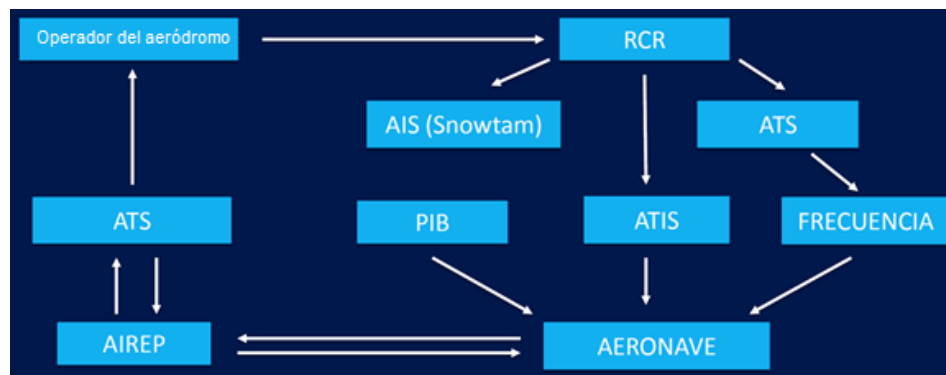 Operador del aeródromo
RCR
AIS (Snowtam)
ATS
ATS
PIB
ATIS
FRECUENCIA
AIREP
AERONAVE